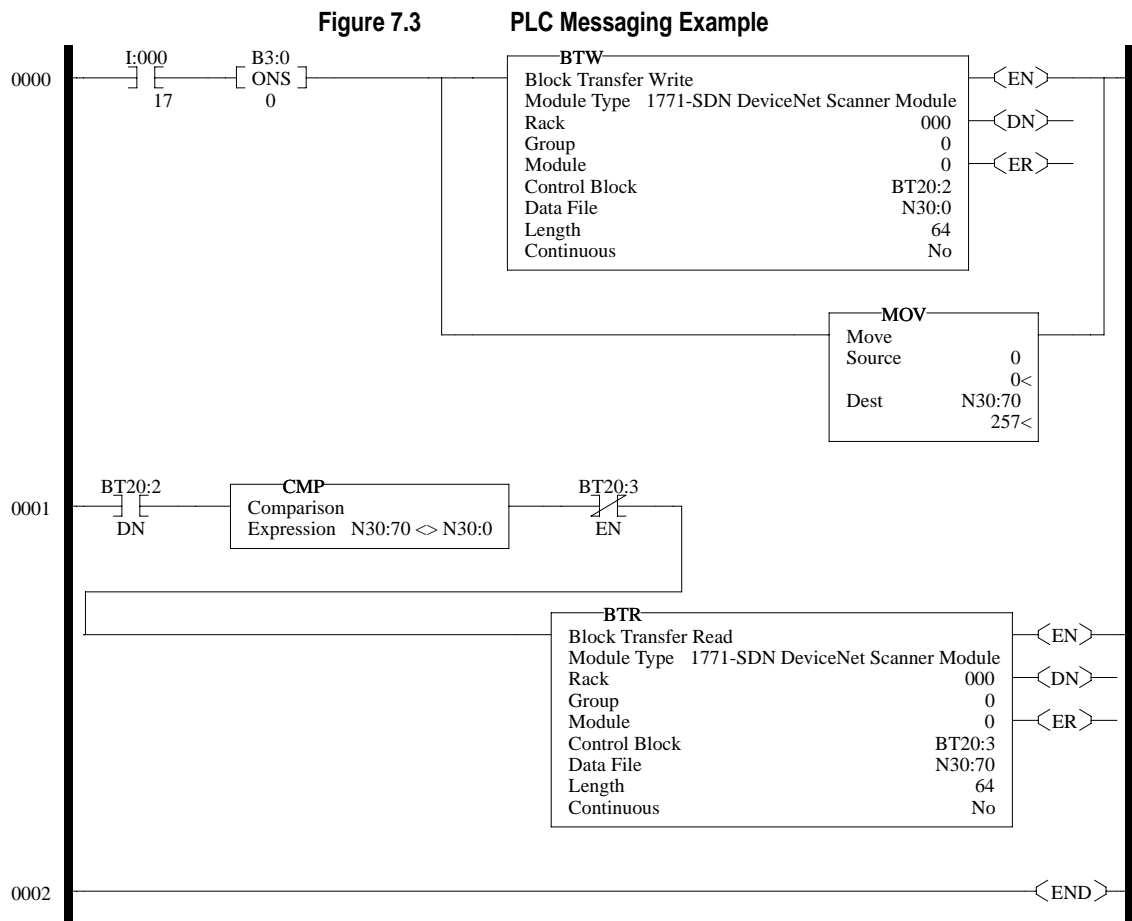 Figure 7.3 PLC Messaging Example
I:000 B3:0 BTW
0000 ONS Block Transfer Write EN
17 0 Module Type 1771-SDN DeviceNet Scanner Module
Rack 000 DN
Group 0
Module 0 ER
Control Block BT20:2
Data File N30:0
Length 64
Continuous No
MOV
Move
Source 0
0<
Dest N30:70
257<
BT20:2 CMP BT20:3
0001 Comparison
DN Expression N30:70 <> N30:0 EN
BTR
Block Transfer Read EN
Module Type 1771-SDN DeviceNet Scanner Module
Rack 000 DN
Group 0
Module 0 ER
Control Block BT20:3
Data File N30:70
Length 64
Continuous No
0002 END